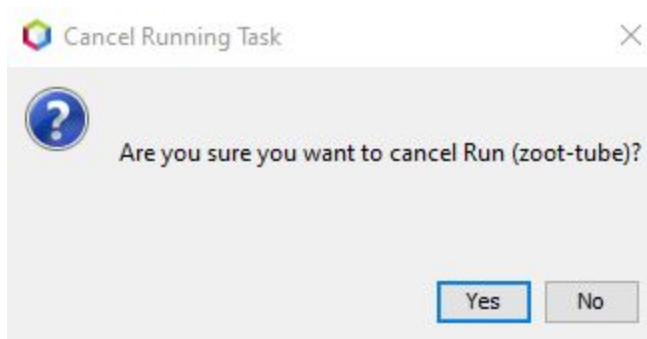 Cancel Running Task
Are you sure you want to cancel Run (zoot-tube)?
Yes No